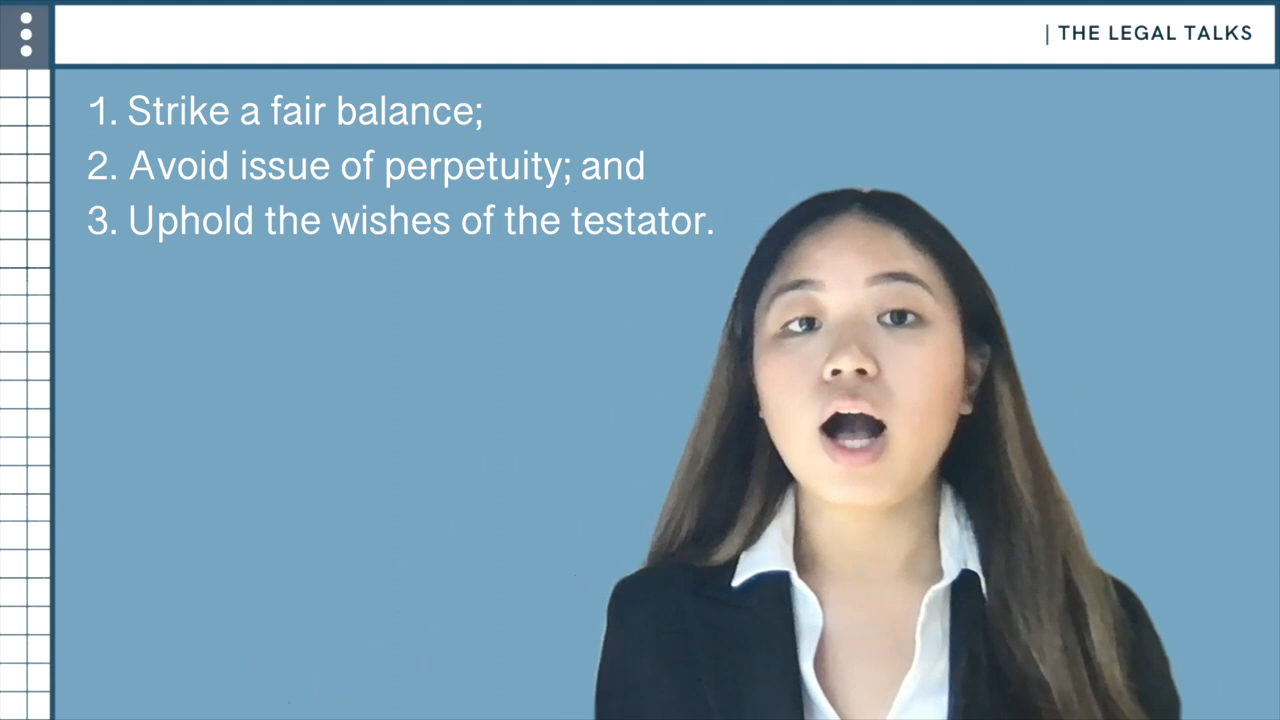 | THE LEGAL TALKS
1. Strike a fair balance;
2. Avoid issue of perpetuity; and
3. Uphold the wishes of the testator.